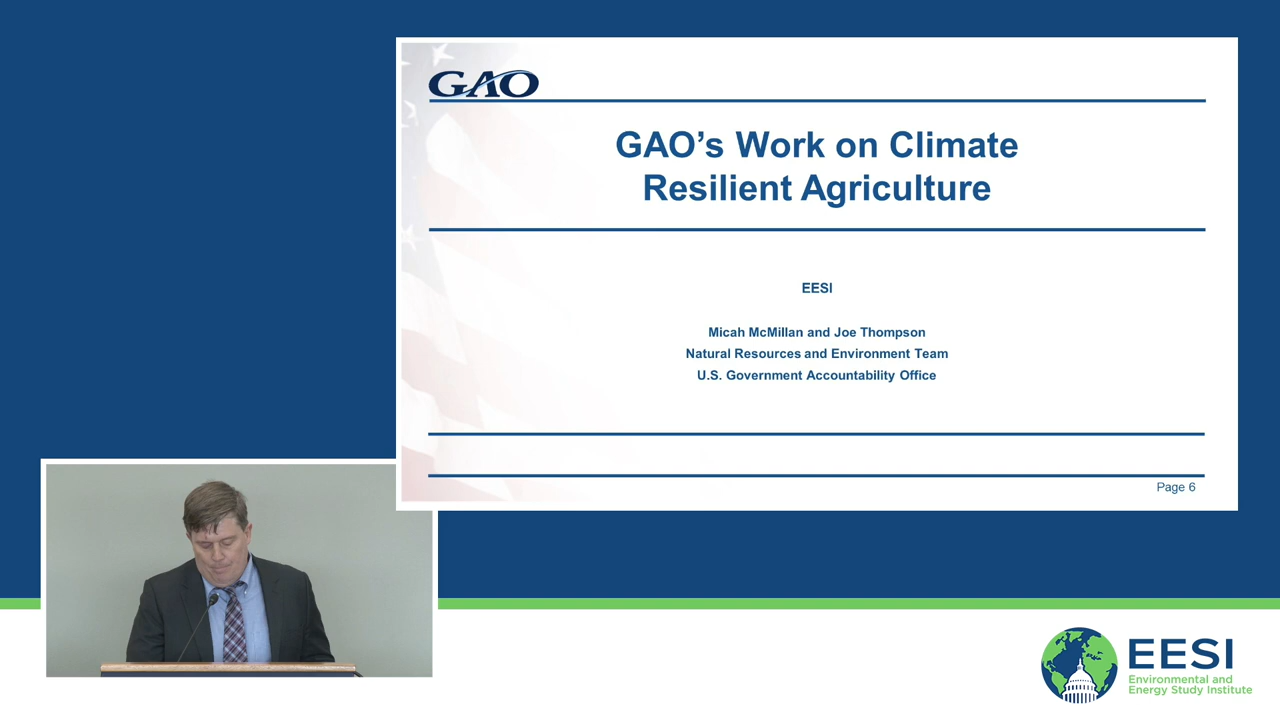 GAO
GAO's Work on Climate
Resilient Agriculture
EESI
Micah McMillan and Joe Thompson
Natural Resources and Environment Team
U.S. Government Accountability Office
Page 6
EESI
Environmental and
Energy Study Institute